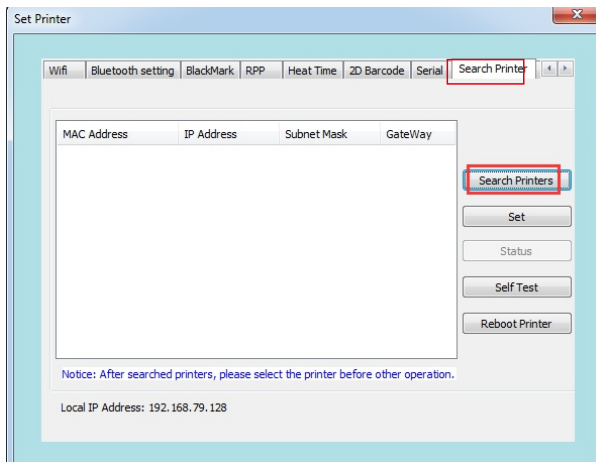 Set Printer
Wifi Bluetooth setting BlackMark RPP Heat Time 2D Barcode Serial Search Printer
MAC Address IP Address Subnet Mask GateWay
Search Printers
Set
Status
Self Test
Reboot Printer
Notice: After searched printers, please select the printer before other operation.
Local IP Address: 192.168.79.128